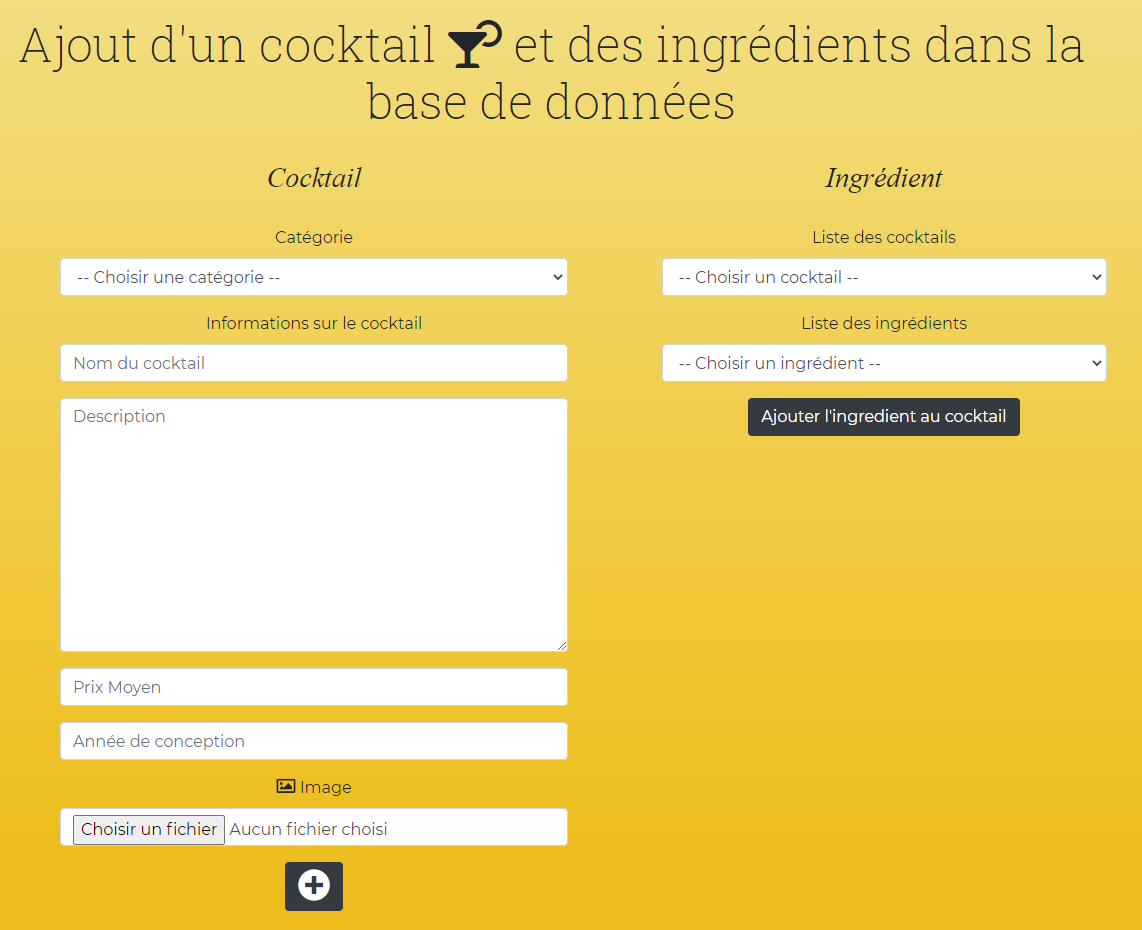 Ajout d'un cocktail et des ingrédients dans la
base de données
Cocktail
Catégorie
-- Choisir une catégorie --
Informations sur le cocktail
Nom du cocktail
Description
Prix Moyen
Année de conception
Image
Choisir un fichier Aucun fichier choisi
Ingrédient
Liste des cocktails
-- Choisir un cocktail --
Liste des ingrédients
-- Choisir un ingrédient --
Ajouter l'ingredient au cocktail